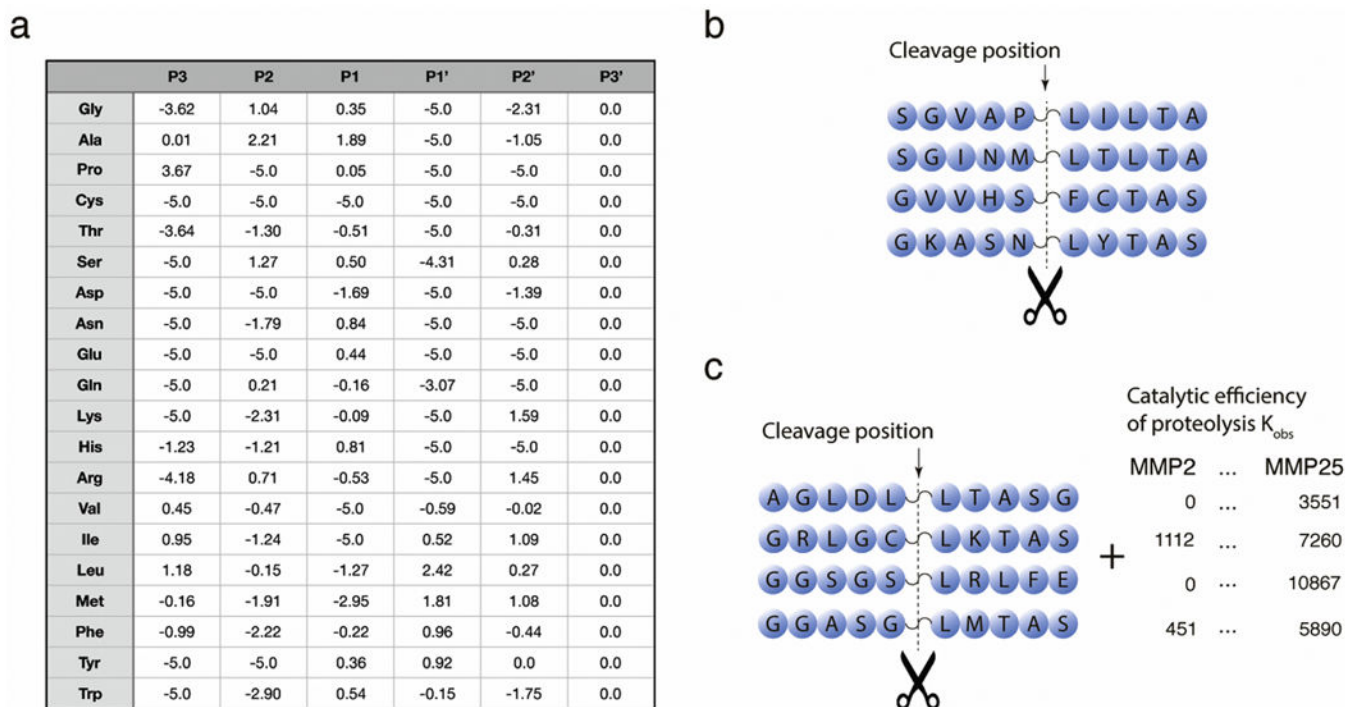 a
P3 P2 P1 P1' P2' P3'
Gly -3.62 1.04 0.35 -5.0 -2.31 0.0
Ala 0.01 2.21 1.89 -5.0 -1.05 0.0
Pro 3.67 -5.0 0.05 -5.0 -5.0 0.0
Cys -5.0 -5.0 -5.0 -5.0 -5.0 0.0
Thr -3.64 -1.30 -0.51 -5.0 -0.31 0.0
Ser -5.0 1.27 0.50 -4.31 0.28 0.0
Asp -5.0 -5.0 -1.69 -5.0 -1.39 0.0
Asn -5.0 -1.79 0.84 -5.0 -5.0 0.0
Glu -5.0 -5.0 0.44 -5.0 -5.0 0.0
Gln -5.0 0.21 -0.16 -3.07 -5.0 0.0
Lys -5.0 -2.31 -0.09 -5.0 1.59 0.0
His -1.23 -1.21 0.81 -5.0 -5.0 0.0
Arg -4.18 0.71 -0.53 -5.0 1.45 0.0
Val 0.45 -0.47 -5.0 -0.59 -0.02 0.0
Ile 0.95 -1.24 -5.0 0.52 1.09 0.0
Leu 1.18 -0.15 -1.27 2.42 0.27 0.0
Met -0.16 -1.91 -2.95 1.81 1.08 0.0
Phe -0.99 -2.22 -0.22 0.96 -0.44 0.0
Tyr -5.0 -5.0 0.36 0.92 0.0 0.0
Trp -5.0 -2.90 0.54 -0.15 -1.75 0.0
b
Cleavage position
S G V A P L I L T A
S G I N M L T L T A
G V V H S F C T A S
G K A S N L Y T A S
c
Cleavage position
A G L D L L T A S G
G R L G C L K T A S
G G S G S L R L F E
G G A S G L M T A S
+
Catalytic efficiency
of proteolysis K_obs
MMP2 ... MMP25
0 ... 3551
1112 ... 7260
0 ... 10867
451 ... 5890